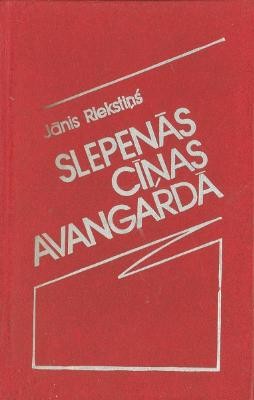 Jānis Riekstiņš
SLEPENĀS
CĪŅAS
AVANGARDĀ